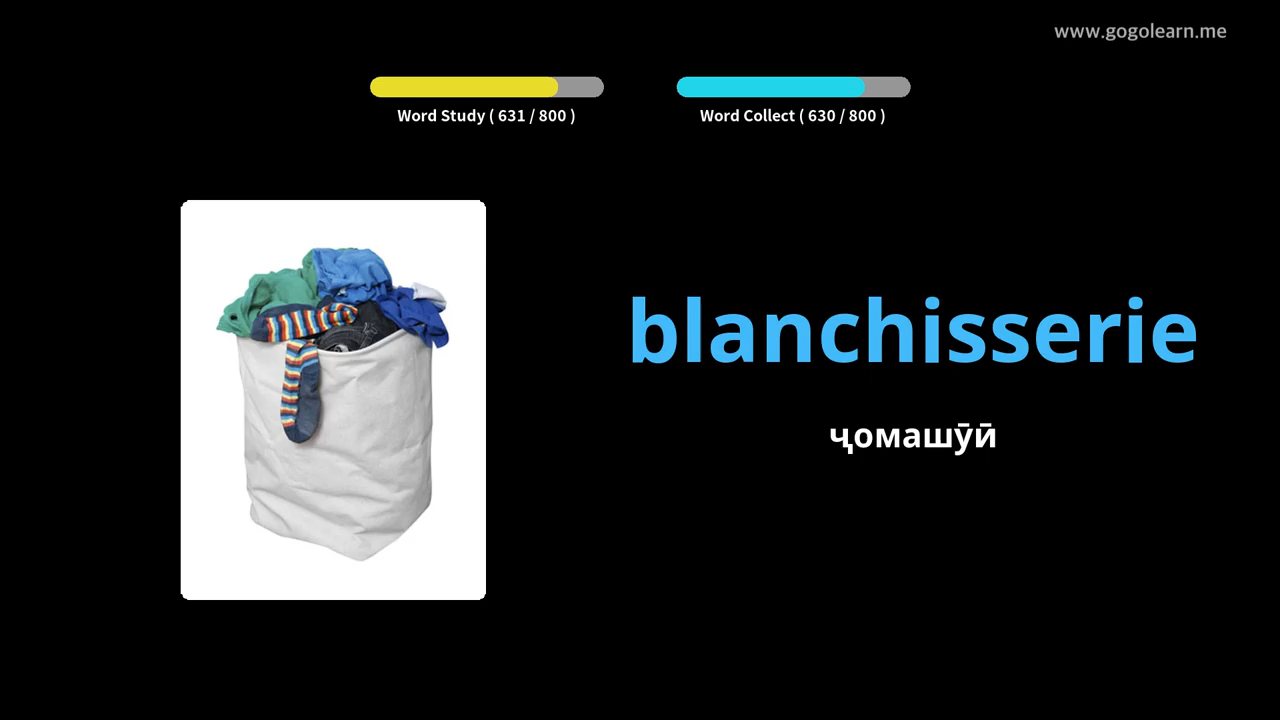 www.gogolearn.me
Word Study ( 631 / 800 )
Word Collect ( 630 / 800 )
blanchisserie
ҷомашӯӣ